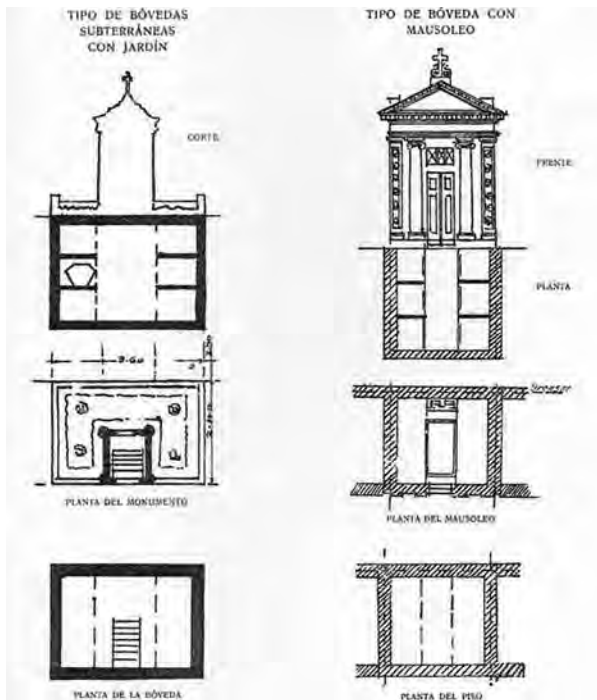 TIPO DE BÓVEDAS
SUBTERRÁNEAS
CON JARDÍN
CORTE
PLANTA DEL MONUMENTO
PLANTA DE LA BÓVEDA
TIPO DE BÓVEDA CON
MAUSOLEO
FRENTE
PLANTA
PLANTA DEL MAUSOLEO
PLANTA DEL PISO